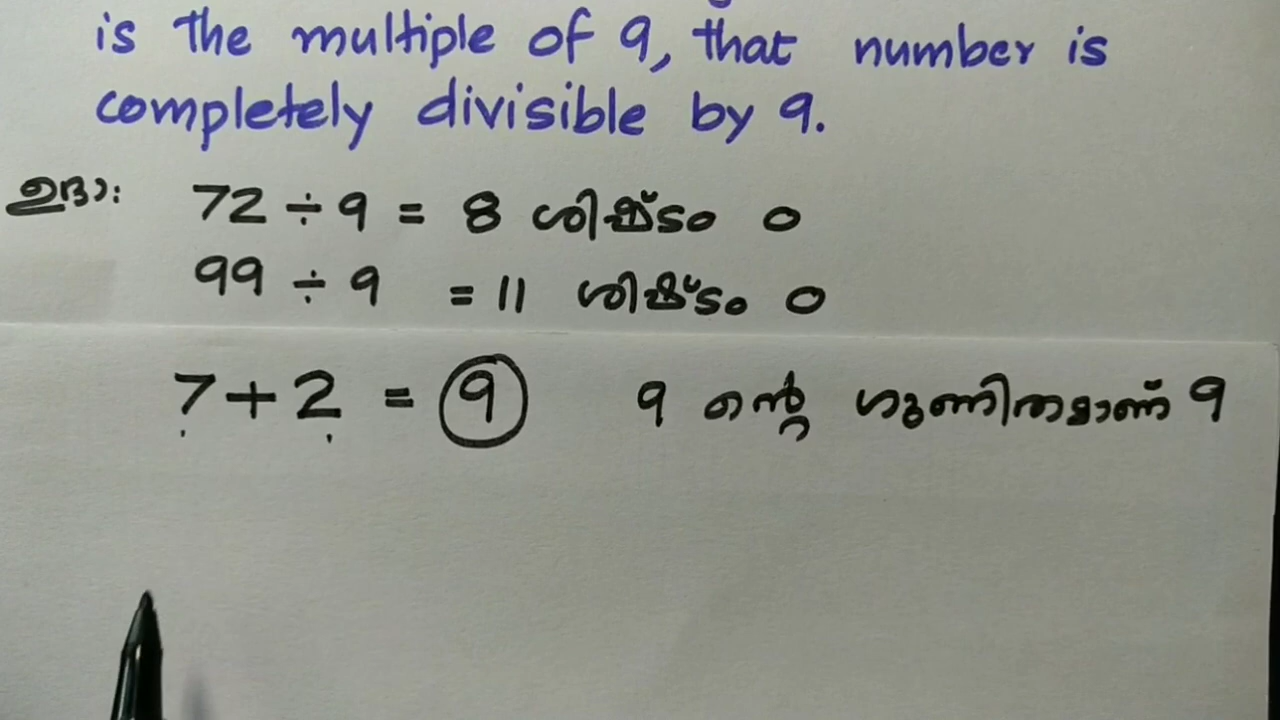 is the multiple of 9, that number is
completely divisible by 9.
ഉദാ: 72 ÷ 9 = 8 ശിഷ്ടം 0
99 ÷ 9 = 11 ശിഷ്ടം 0
7 + 2 = 9 9 ന്റെ ഗുണിതമാണ് 9